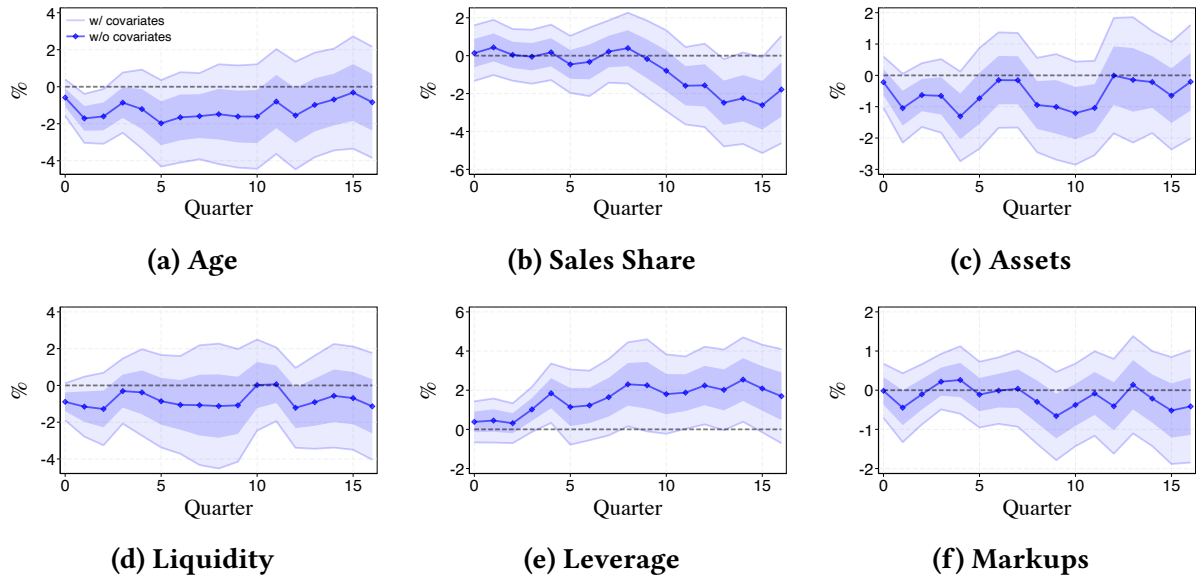 4
2
0
-2
-4
%
w/ covariates
w/o covariates
0 5 10 15
Quarter
(a) Age
2
0
-2
-4
-6
%
0 5 10 15
Quarter
(b) Sales Share
2
1
0
-1
-2
-3
%
0 5 10 15
Quarter
(c) Assets
4
2
0
-2
-4
%
0 5 10 15
Quarter
(d) Liquidity
6
4
2
0
-2
%
0 5 10 15
Quarter
(e) Leverage
2
1
0
-1
-2
%
0 5 10 15
Quarter
(f) Markups